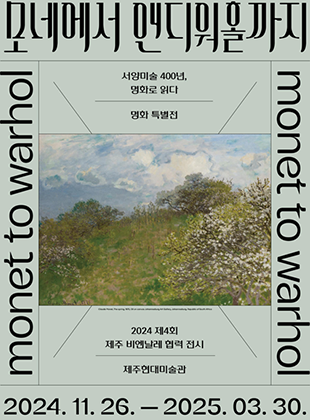 모네에서 앤디워홀까지
monet to warhol
monet to warhol
서양미술 400년,
명화로 읽다
명화 특별전
2024 제4회
제주 비엔날레 협력 전시
제주현대미술관
2024. 11. 26. — 2025. 03. 30.